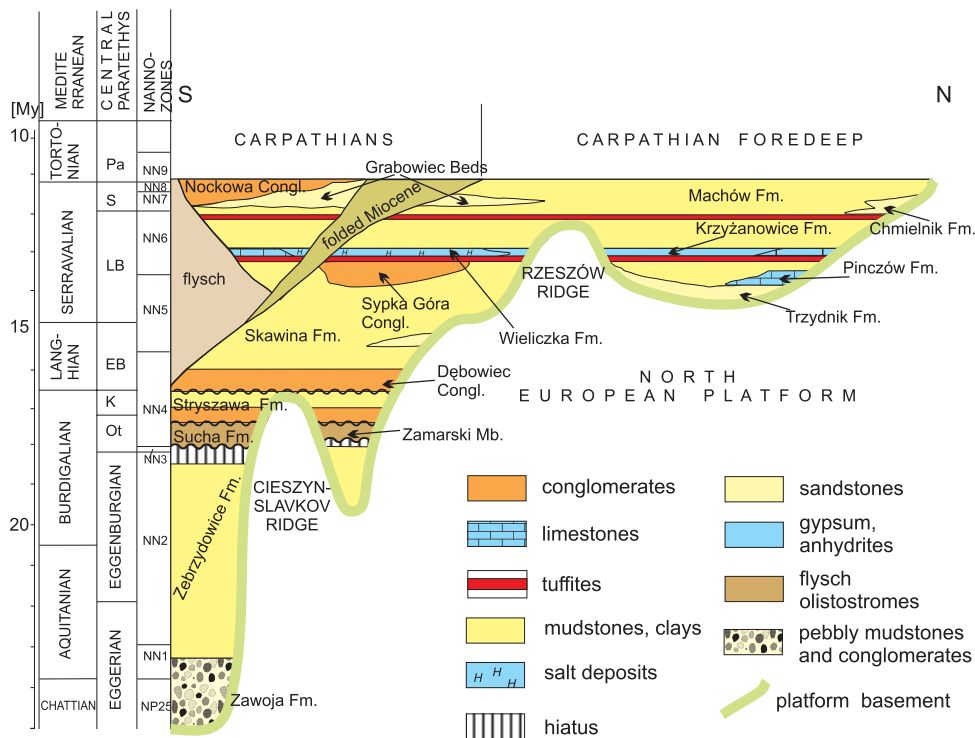 MEDITE
RRANEAN
CENTRAL
PARATETHYS
NANNO-
ZONES
S
N
[My]
10
15
20
TORTO-
NIAN
SERRAVALIAN
LANG-
HIAN
BURDIGALIAN
AQUITANIAN
CHATTIAN
Pa
S
LB
EB
K
Ot
EGGENBURGIAN
EGGERIAN
NN9
NN8
NN7
NN6
NN5
NN4
NN3
NN2
NN1
NP25
CARPATHIANS
CARPATHIAN FOREDEEP
Grabowiec Beds
Nockowa Congl.
folded Miocene
Machów Fm.
Krzyżanowice Fm.
Chmielnik Fm.
H H H H
flysch
RZESZÓW
RIDGE
Pinczów Fm.
Sypka Góra
Congl.
Trzydnik Fm.
Skawina Fm.
Wieliczka Fm.
Dębowiec
Congl.
NORTH
EUROPEAN PLATFORM
Stryszawa Fm.
Sucha Fm.
Zamarski Mb.
CIESZYN-
SLAVKOV
RIDGE
Zebrzydowice Fm.
Zawoja Fm.
conglomerates
limestones
tuffites
mudstones, clays
H H H
salt deposits
hiatus
sandstones
gypsum,
anhydrites
flysch
olistostromes
pebbly mudstones
and conglomerates
platform basement